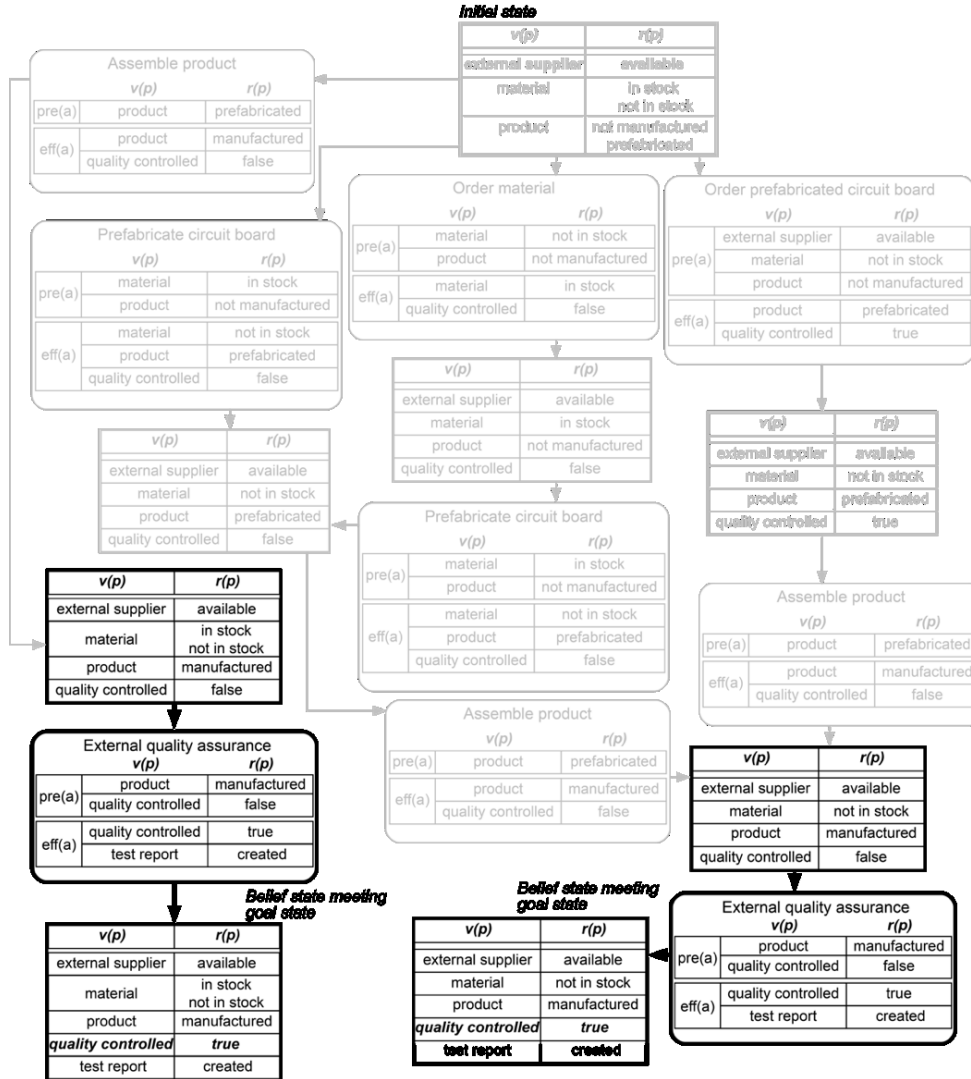 Initial state
v(p) r(p)
external supplier available
material in stock
not in stock
product not manufactured
prefabricated
Assemble product
v(p) r(p)
pre(a) product prefabricated
eff(a) product manufactured
quality controlled false
Order material
v(p) r(p)
pre(a) material not in stock
product not manufactured
eff(a) material in stock
quality controlled false
Order prefabricated circuit board
v(p) r(p)
pre(a) external supplier available
material not in stock
product not manufactured
eff(a) product prefabricated
quality controlled true
Prefabricate circuit board
v(p) r(p)
pre(a) material in stock
product not manufactured
eff(a) material not in stock
product prefabricated
quality controlled false
v(p) r(p)
external supplier available
material in stock
product not manufactured
quality controlled false
v(p) r(p)
external supplier available
material not in stock
product prefabricated
quality controlled true
v(p) r(p)
external supplier available
material not in stock
product prefabricated
quality controlled false
Prefabricate circuit board
v(p) r(p)
pre(a) material in stock
product not manufactured
eff(a) material not in stock
product prefabricated
quality controlled false
v(p) r(p)
external supplier available
material in stock
not in stock
product manufactured
quality controlled false
Assemble product
v(p) r(p)
pre(a) product prefabricated
eff(a) product manufactured
quality controlled false
Assemble product
v(p) r(p)
pre(a) product prefabricated
eff(a) product manufactured
quality controlled false
External quality assurance
v(p) r(p)
pre(a) product manufactured
quality controlled false
eff(a) quality controlled true
test report created
v(p) r(p)
external supplier available
material not in stock
product manufactured
quality controlled false
Belief state meeting
goal state
v(p) r(p)
external supplier available
material in stock
not in stock
product manufactured
quality controlled true
test report created
Belief state meeting
goal state
v(p) r(p)
external supplier available
material not in stock
product manufactured
quality controlled true
test report created
External quality assurance
v(p) r(p)
pre(a) product manufactured
quality controlled false
eff(a) quality controlled true
test report created